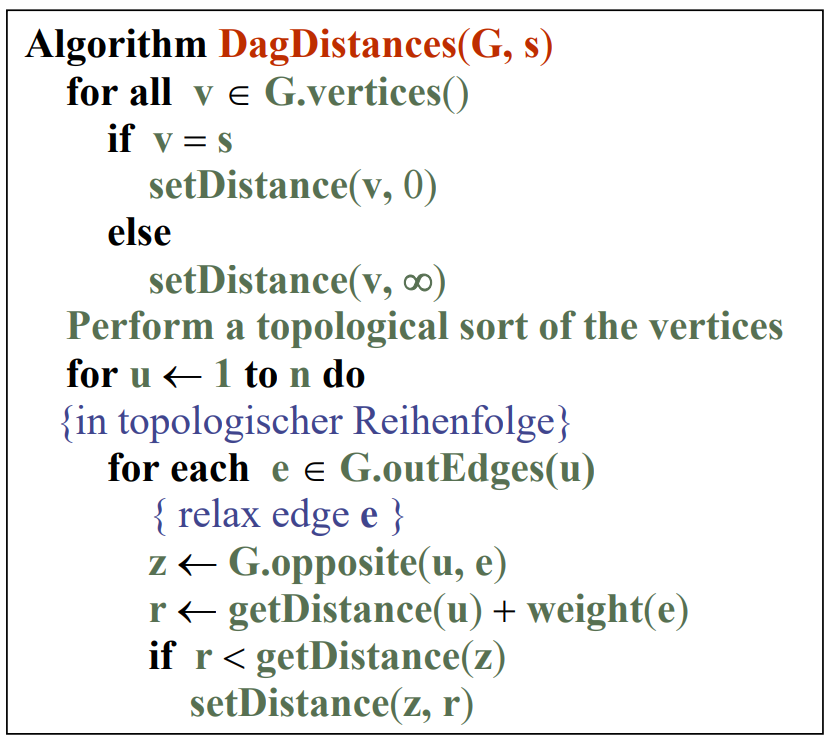 Algorithm DagDistances(G, s)
for all v ∈ G.vertices()
if v = s
setDistance(v, 0)
else
setDistance(v, ∞)
Perform a topological sort of the vertices
for u ← 1 to n do
{in topologischer Reihenfolge}
for each e ∈ G.outEdges(u)
{ relax edge e }
z ← G.opposite(u, e)
r ← getDistance(u) + weight(e)
if r < getDistance(z)
setDistance(z, r)